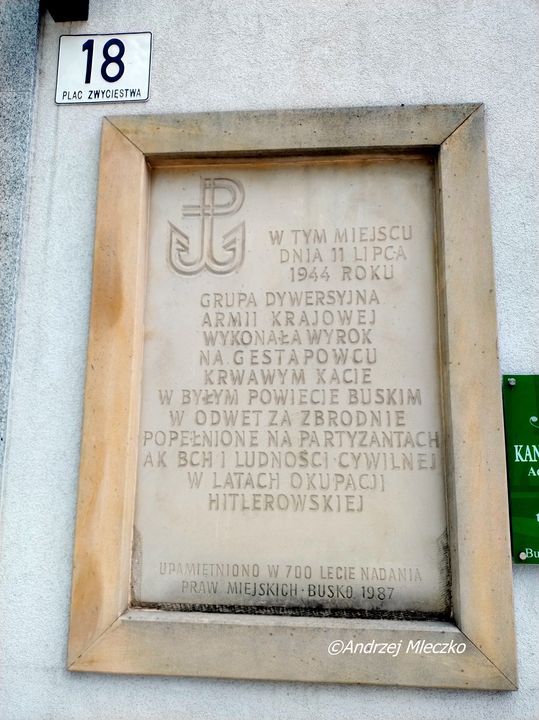 18
PLAC ZWYCIĘSTWA
W TYM MIEJSCU
DNIA 11 LIPCA
1944 ROKU
GRUPA DYWERSYJNA
ARMII KRAJOWEJ
WYKONAŁA WYROK
NA GESTAPOWCU
KRWAWYM KACIE
W BYŁYM POWIECIE BUSKIM
W ODWET ZA ZBRODNIE
POPEŁNIONE NA PARTYZANTACH
AK BCH I LUDNOŚCI CYWILNEJ
W LATACH OKUPACJI
HITLEROWSKIEJ
UPAMIĘTNIONO W 700 LECIE NADANIA
PRAW MIEJSKICH · BUSKO 1987
KAN
Bu
©Andrzej Mleczko